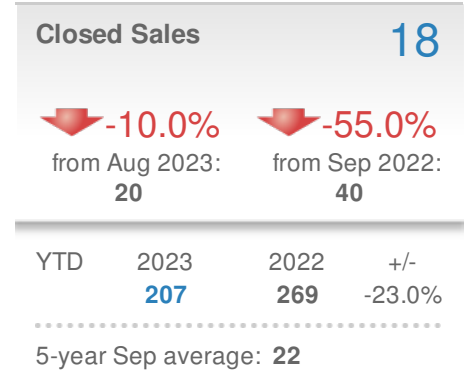 Closed Sales 18
-10.0% -55.0%
from Aug 2023: from Sep 2022:
20 40
YTD 2023 2022 +/-
207 269 -23.0%
5-year Sep average: 22